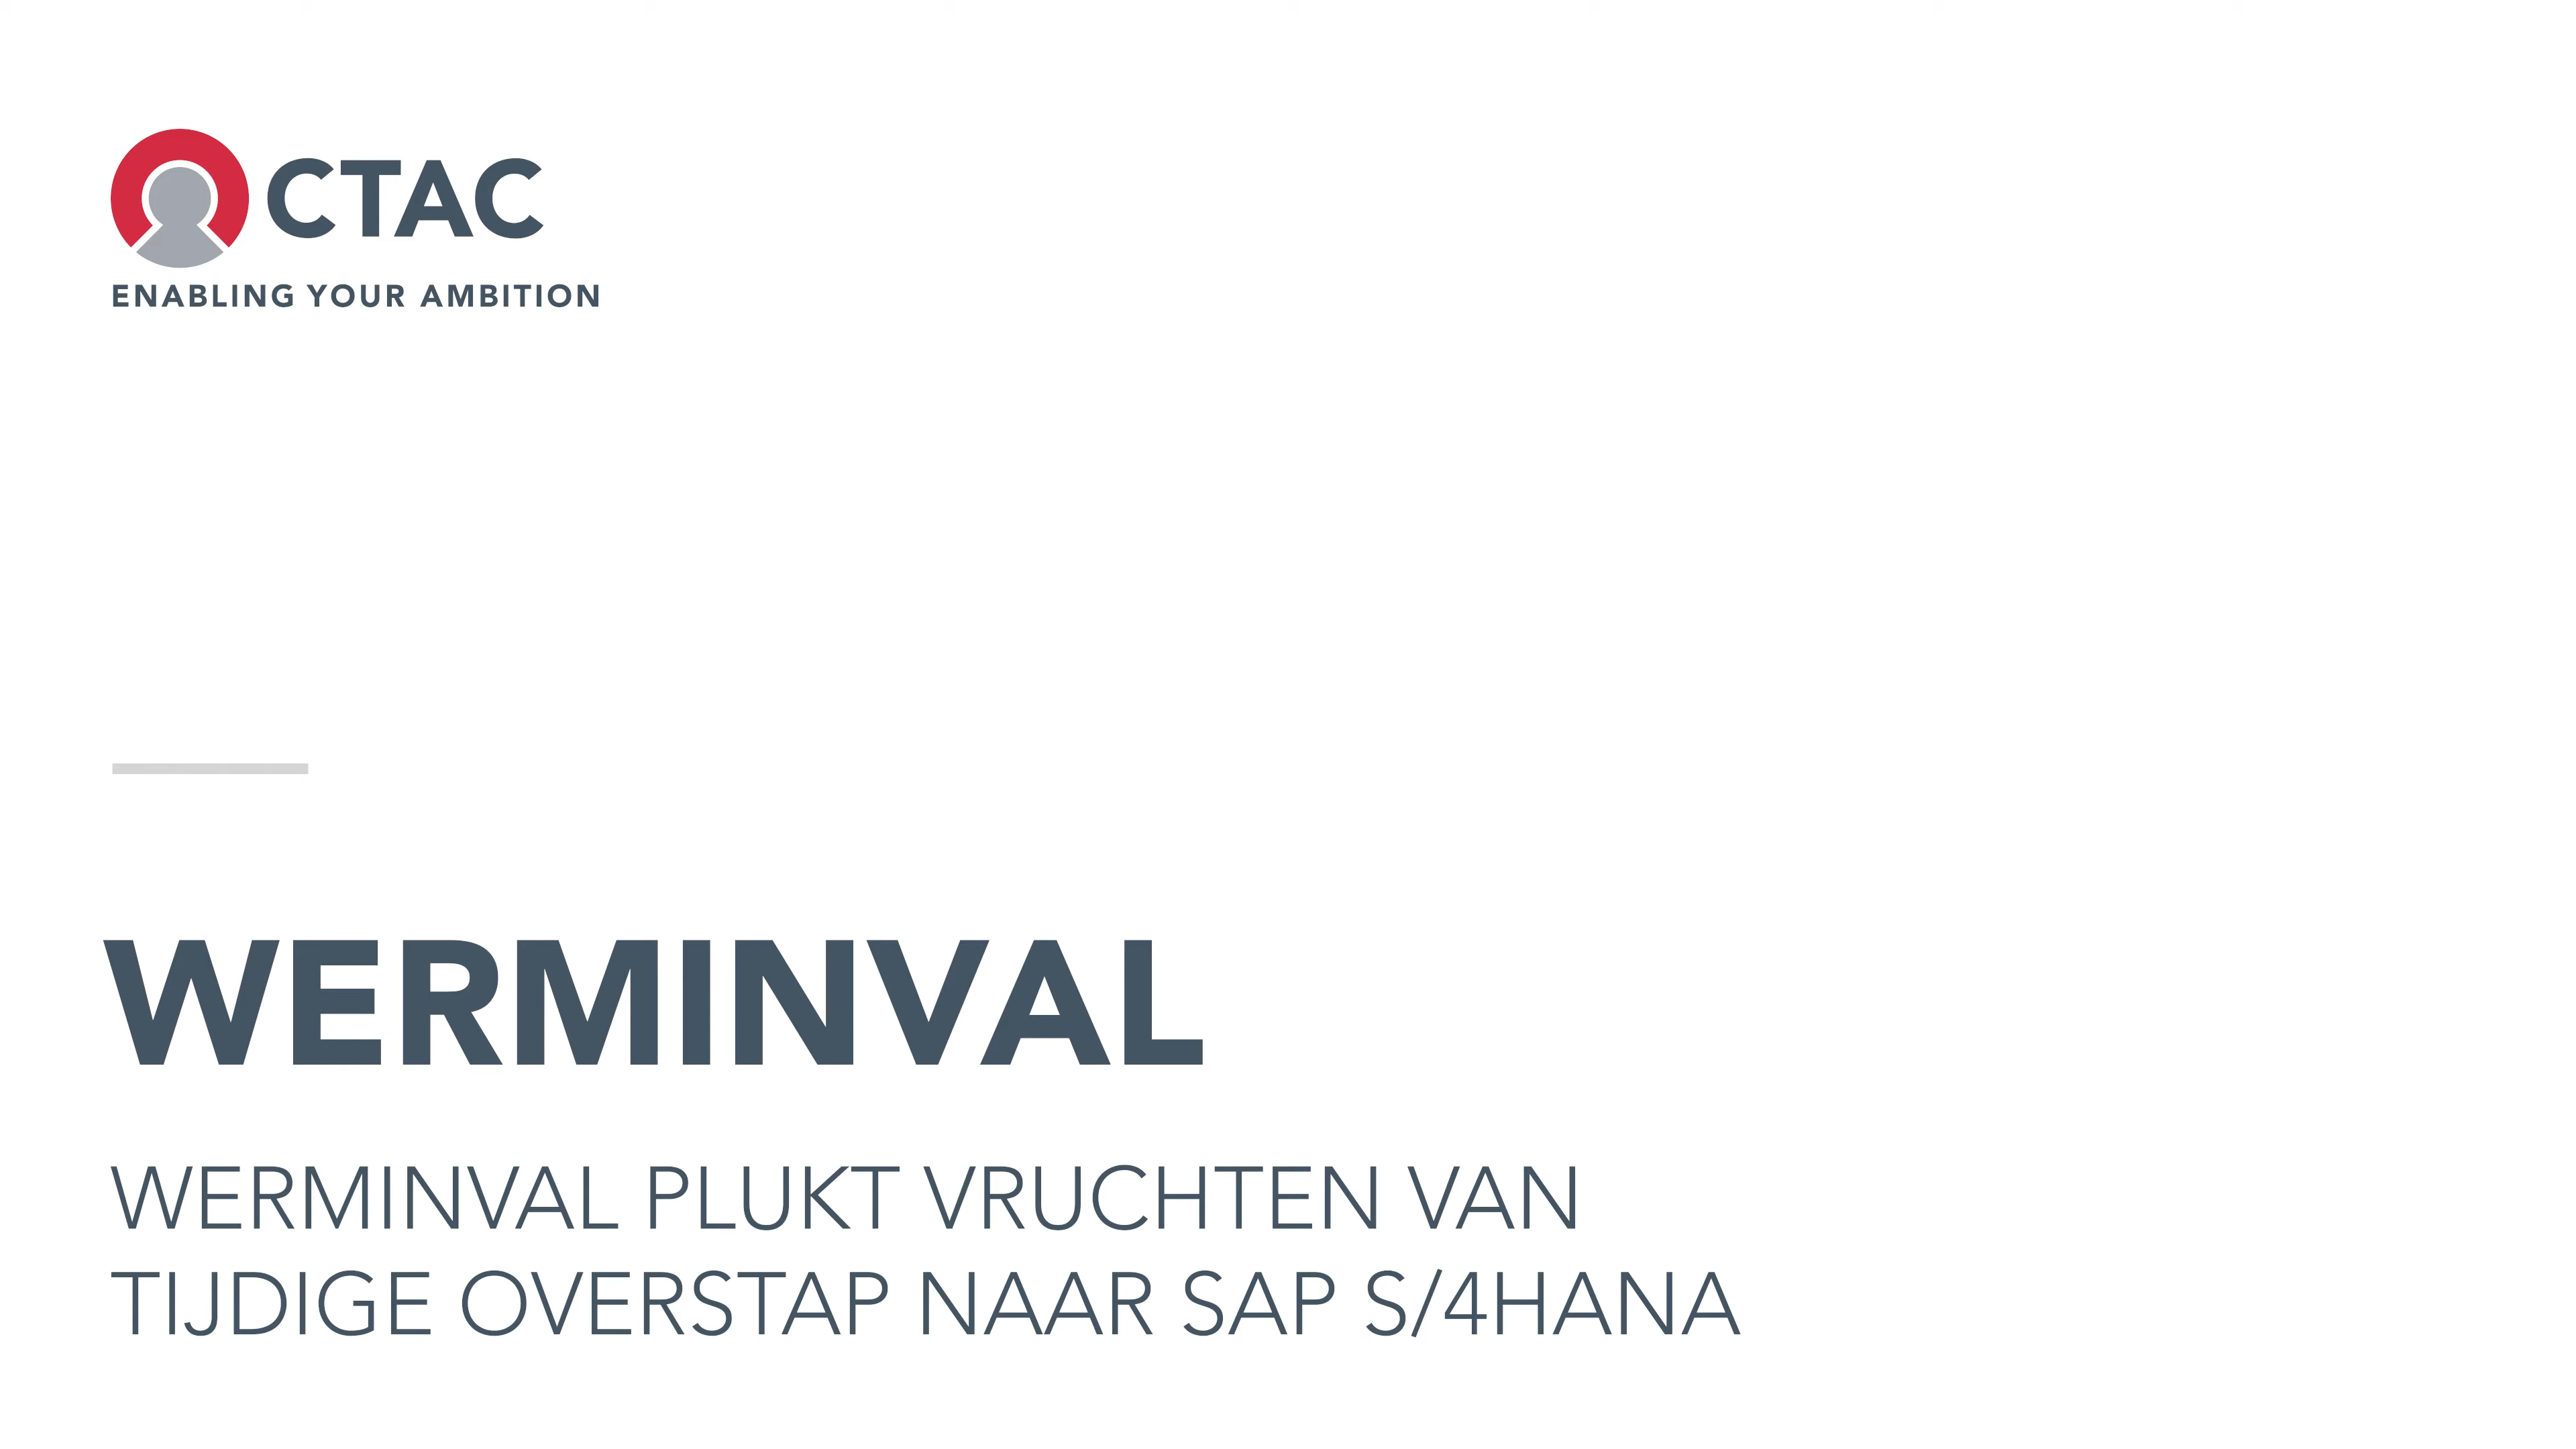 CTAC
ENABLING YOUR AMBITION
WERMINVAL
WERMINVAL PLUKT VRUCHTEN VAN
TIJDIGE OVERSTAP NAAR SAP S/4HANA